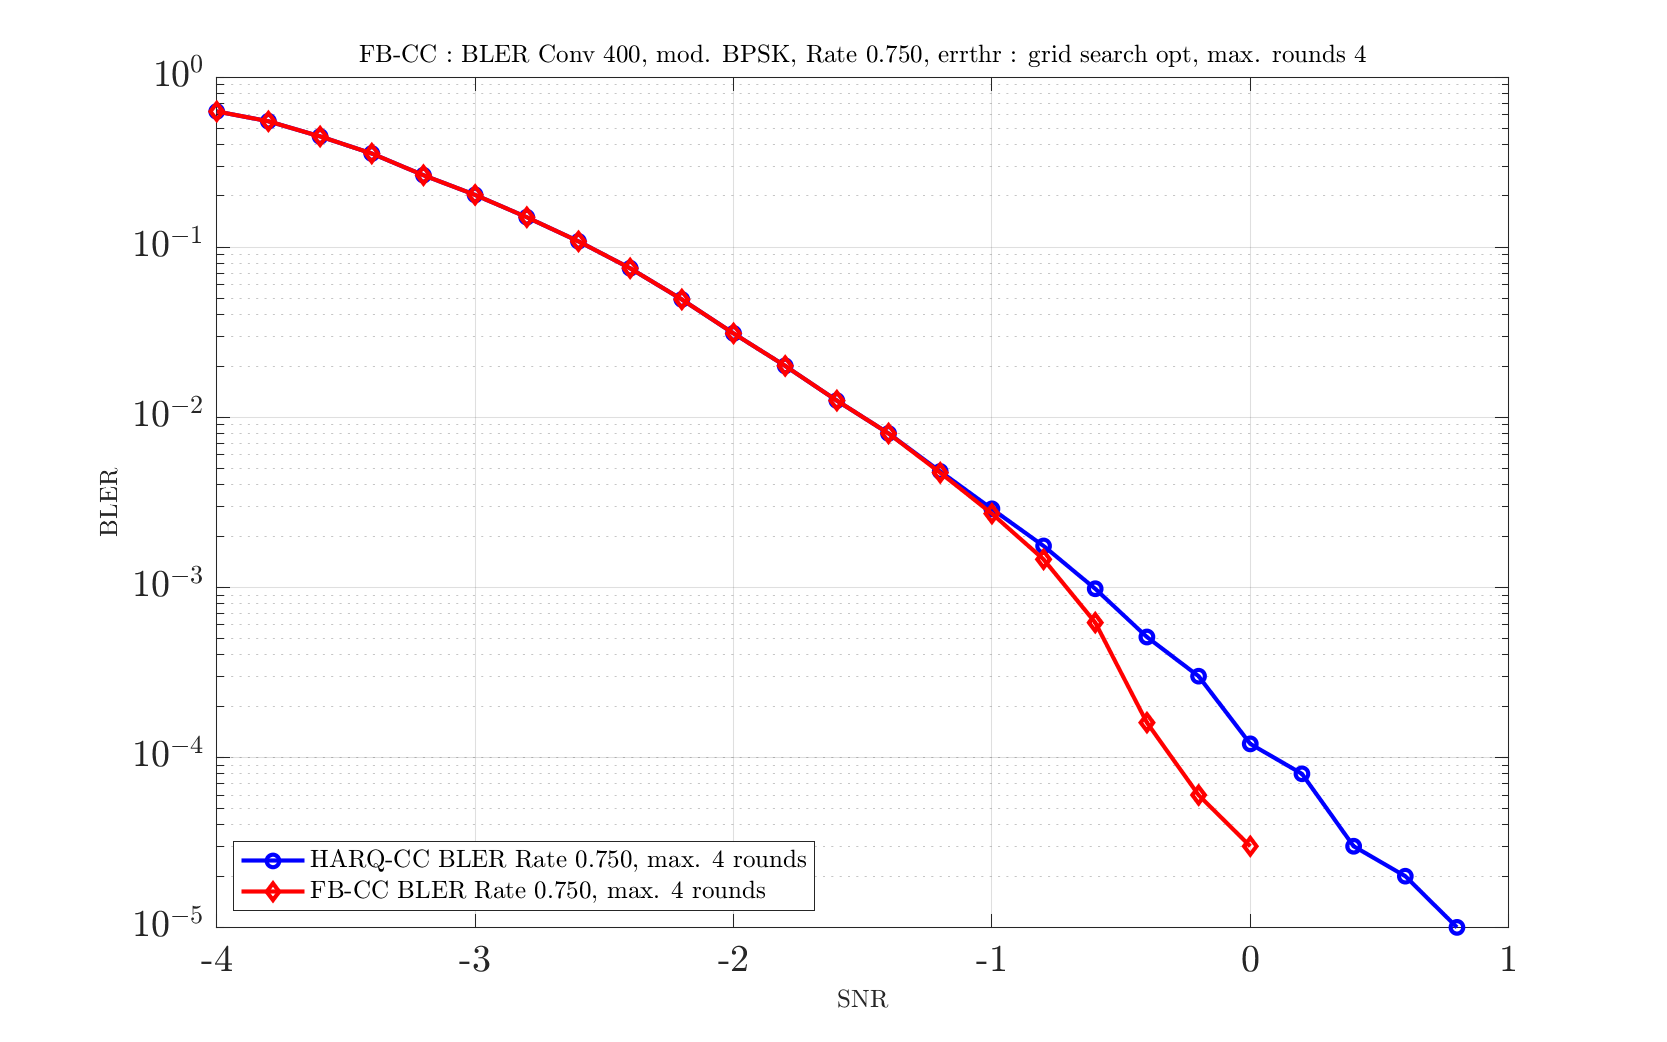 FB-CC : BLER Conv 400, mod. BPSK, Rate 0.750, errthr : grid search opt, max. rounds 4
10^0
10^−1
10^−2
10^−3
10^−4
10^−5
BLER
HARQ-CC BLER Rate 0.750, max. 4 rounds
FB-CC BLER Rate 0.750, max. 4 rounds
-4 -3 -2 -1 0 1
SNR